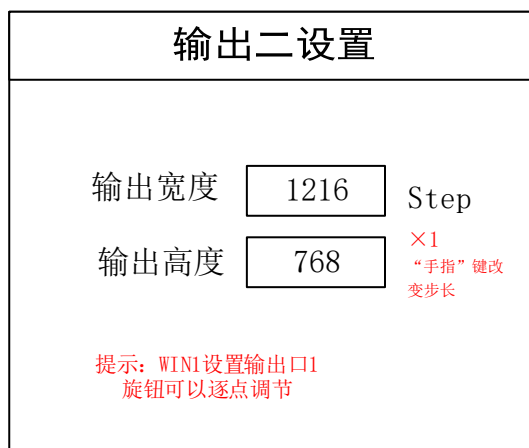 输出二设置
输出宽度 1216 Step
输出高度 768 ×1
“手指”键改
变步长
提示：WIN1设置输出口1
旋钮可以逐点调节